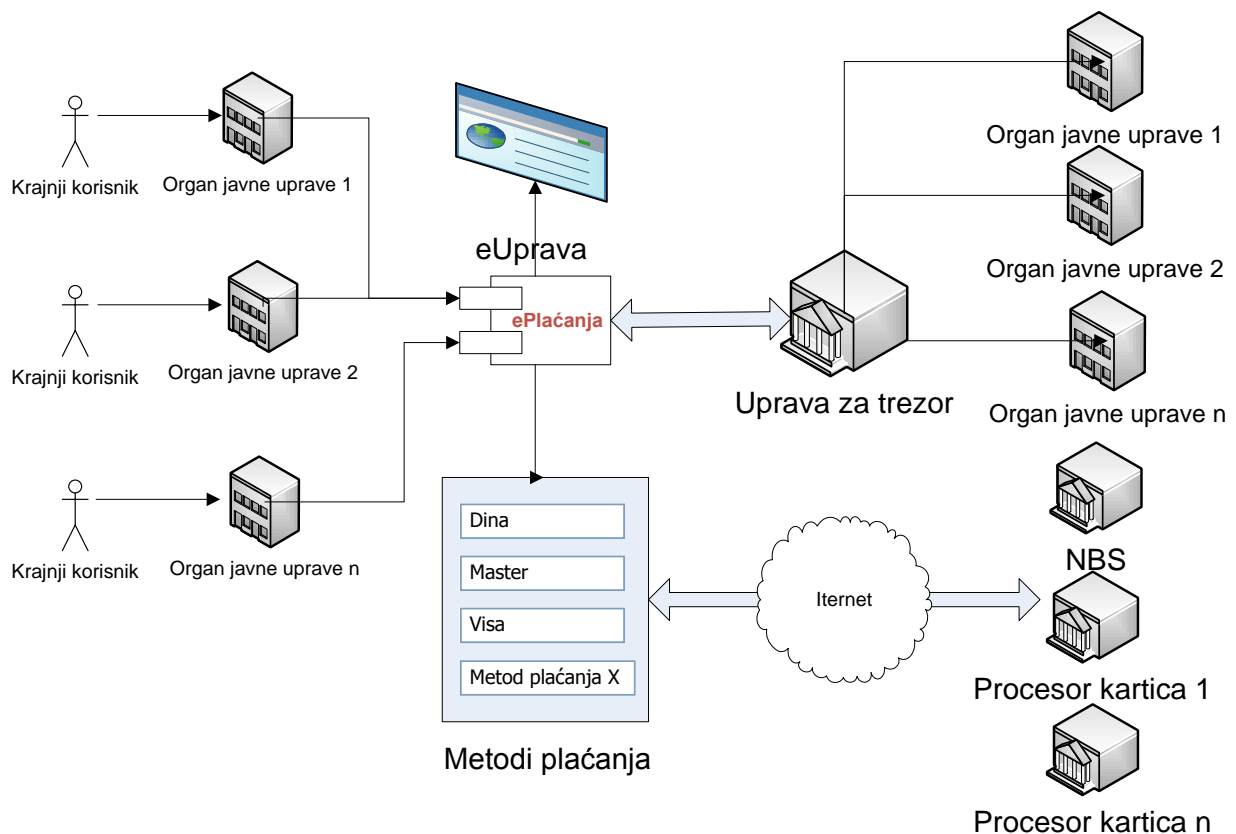 Krajnji korisnik
Organ javne uprave 1
Krajnji korisnik
Organ javne uprave 2
Krajnji korisnik
Organ javne uprave n
eUprava
ePlaćanja
Uprava za trezor
Organ javne uprave 1
Organ javne uprave 2
Organ javne uprave n
Dina
Master
Visa
Metod plaćanja X
Metodi plaćanja
Iternet
NBS
Procesor kartica 1
Procesor kartica n